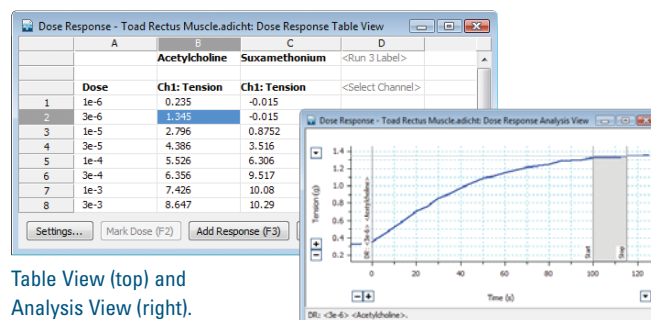 Dose Response - Toad Rectus Muscle.adicht: Dose Response Table View
A B C D
Acetylcholine Suxamethonium <Run 3 Label>
Dose Ch1: Tension Ch1: Tension <Select Channel>
1 1e-6 0.235 -0.015
2 3e-6 1.345 -0.015
3 1e-5 2.796 0.8752
4 3e-5 4.386 3.516
5 1e-4 5.526 6.306
6 3e-4 6.356 9.517
7 1e-3 7.426 10.08
8 3e-3 8.647 10.29
Settings... Mark Dose (F2) Add Response (F3)
Table View (top) and
Analysis View (right).
Dose Response - Toad Rectus Muscle.adicht: Dose Response Analysis View
1.4
1.2
1.0
0.8
0.6
0.4
0.2
Tension (g)
DR: <3e-6> <Acetylcholine>
Start
Stop
0 20 40 60 80 100 120
Time (s)
DR: <3e-6> <Acetylcholine>.